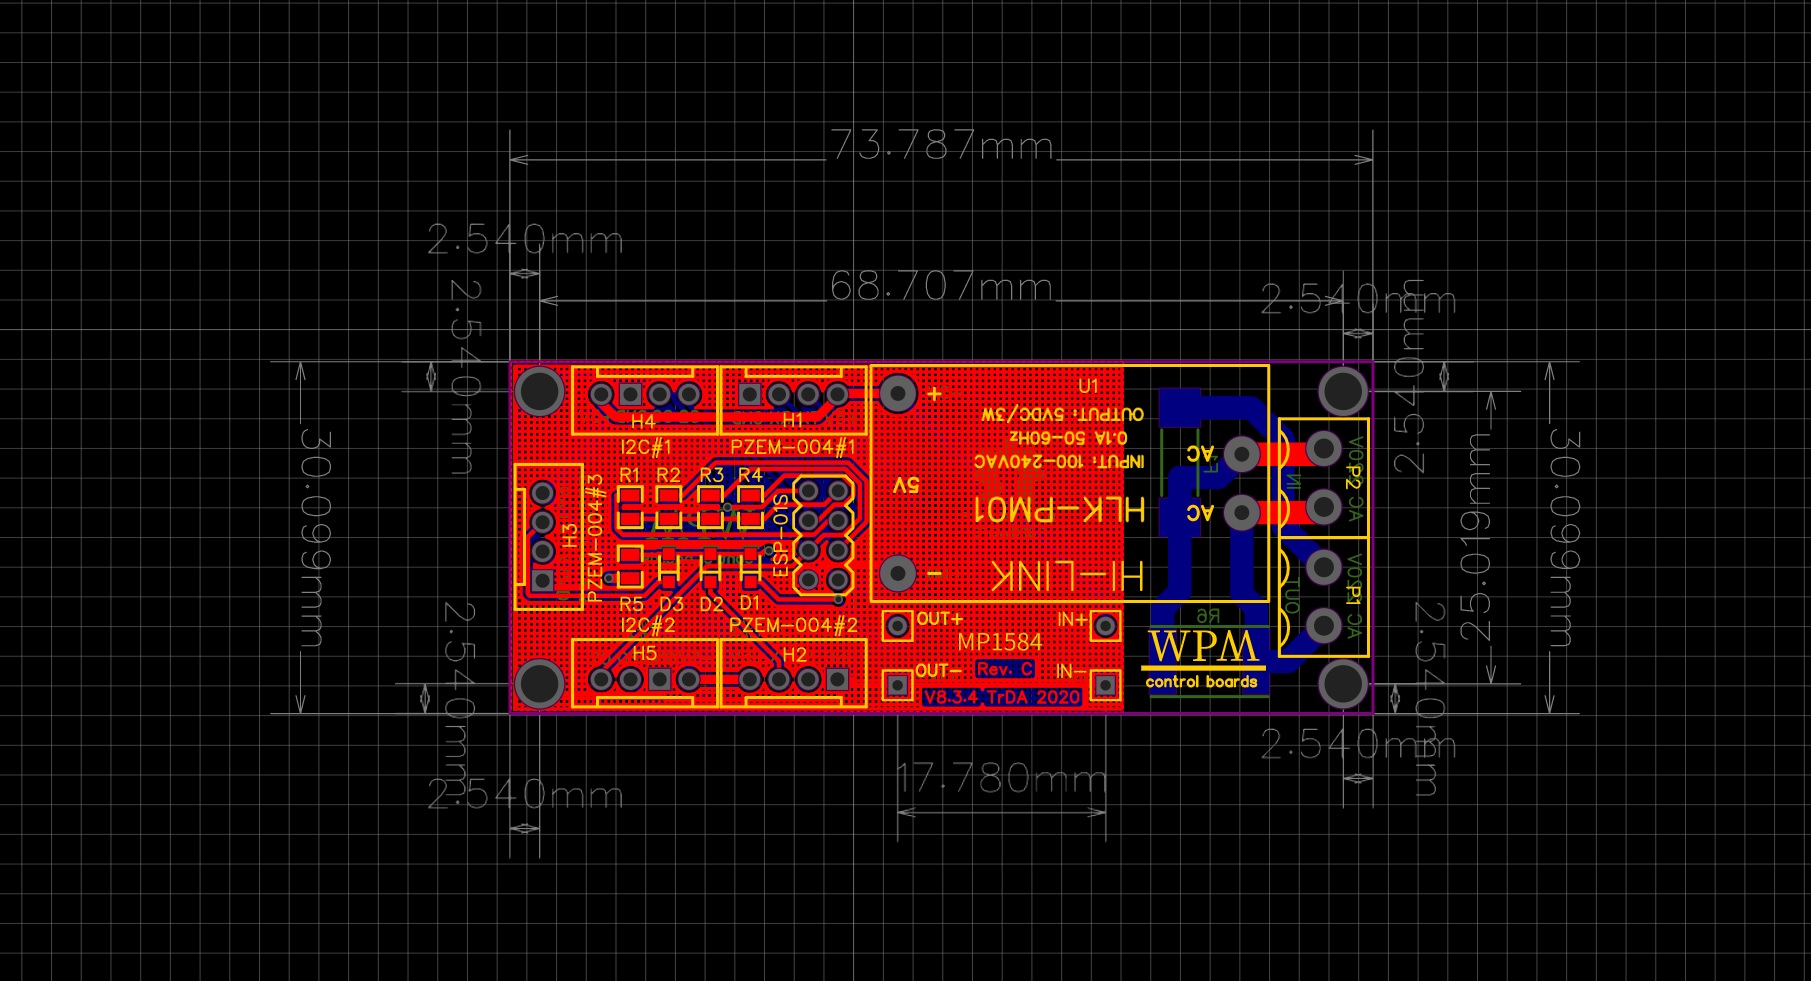 73.787mm
2.540mm
68.707mm
2.540mm
2.540mm
2.540mm
30.099mm
25.019mm
30.099mm
2.540mm
2.540mm
2.540mm
2.540mm
17.780mm
H4
I2C#1
H1
PZEM-004#1
+
U1
OUTPUT: 5VDC/3W
0.1A 50-60Hz
INPUT: 100-240VAC
5V
HLK-PM01
HI-LINK
-
AC
AC
R1
R2
R3
R4
H3
PZEM-004#3
ESP-01S
R5
D3
D2
D1
I2C#2
PZEM-004#2
H5
H2
OUT+
IN+
MP1584
OUT-
Rev. C
IN-
V8.3.4 TrDA 2020
WPM
control boards
R6
IN
OUT
P2
P1